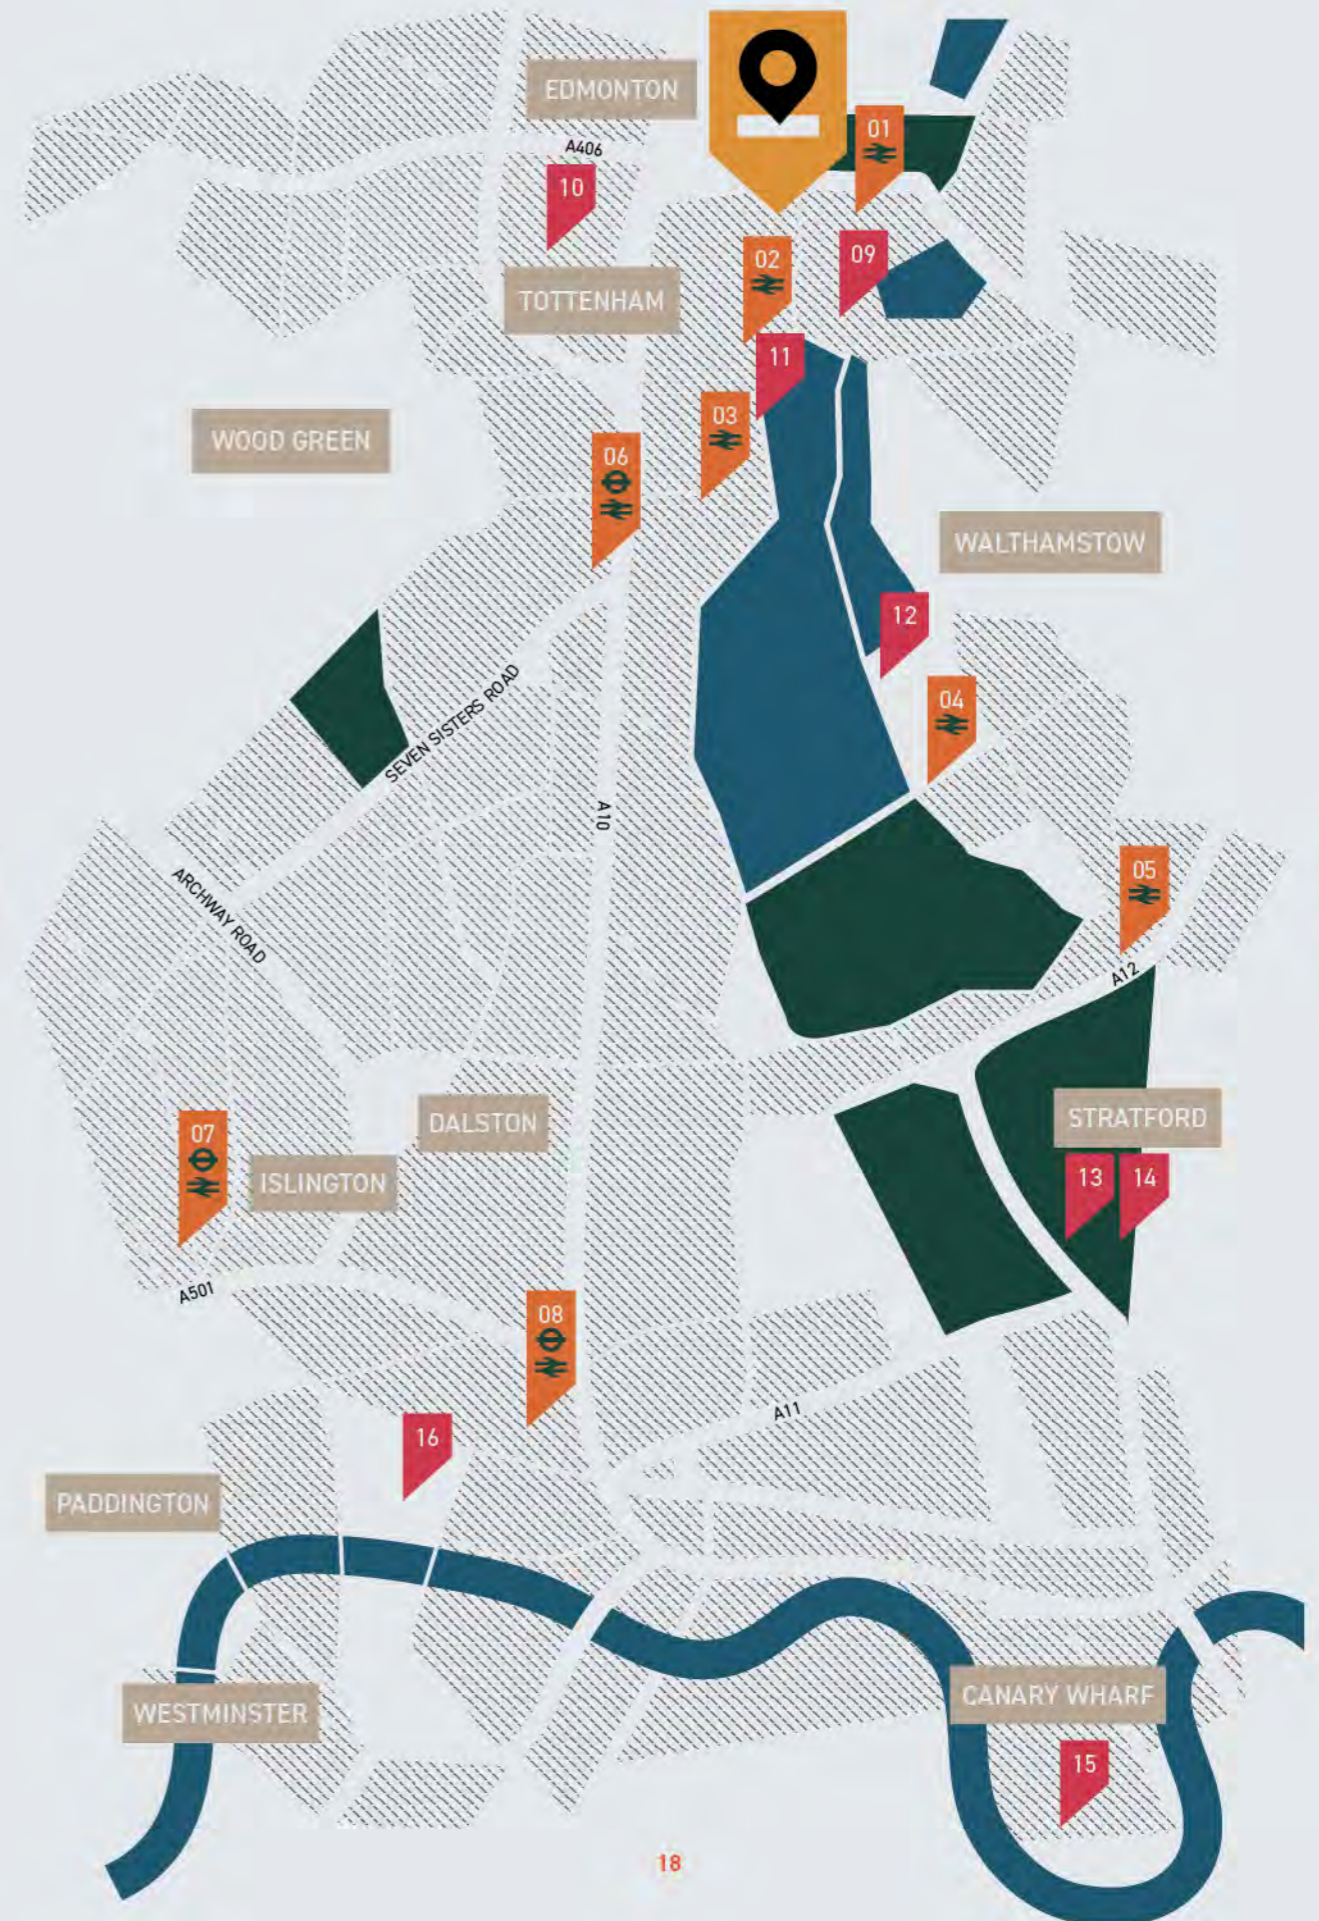 EDMONTON
01
A406
10
02
09
TOTTENHAM
11
03
WOOD GREEN
06
WALTHAMSTOW
12
SEVEN SISTERS ROAD
04
A10
ARCHWAY ROAD
05
A12
DALSTON
STRATFORD
07
ISLINGTON
13
14
A501
08
A11
16
PADDINGTON
CANARY WHARF
WESTMINSTER
15
18